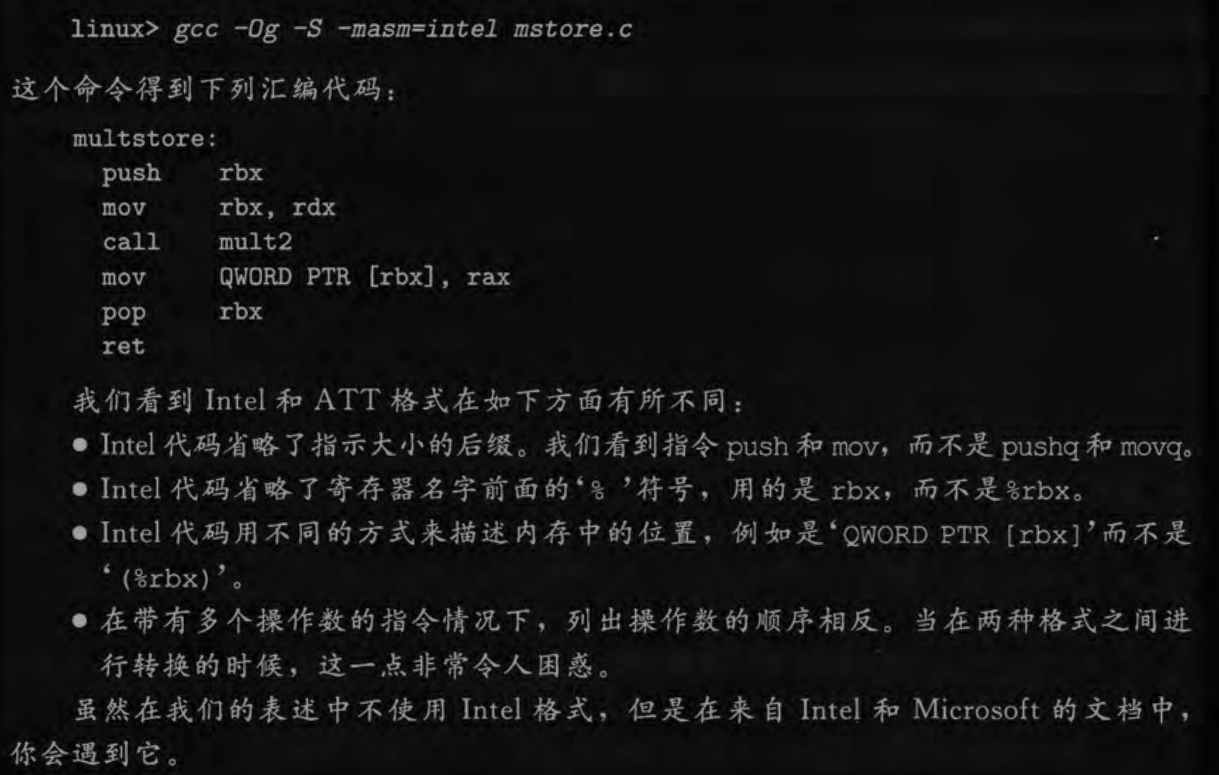 linux> gcc -Og -S -masm=intel mstore.c
这个命令得到下列汇编代码：
multstore:
push rbx
mov rbx, rdx
call mult2
mov QWORD PTR [rbx], rax
pop rbx
ret
我们看到 Intel 和 ATT 格式在如下方面有所不同：
● Intel 代码省略了指示大小的后缀。我们看到指令 push 和 mov，而不是 pushq 和 movq。
● Intel 代码省略了寄存器名字前面的‘%’符号，用的是 rbx，而不是%rbx。
● Intel 代码用不同的方式来描述内存中的位置，例如是‘QWORD PTR [rbx]’而不是
‘(%rbx)’。
● 在带有多个操作数的指令情况下，列出操作数的顺序相反。当在两种格式之间进
行转换的时候，这一点非常令人困惑。
虽然在我们的表述中不使用 Intel 格式，但是在来自 Intel 和 Microsoft 的文档中，
你会遇到它。